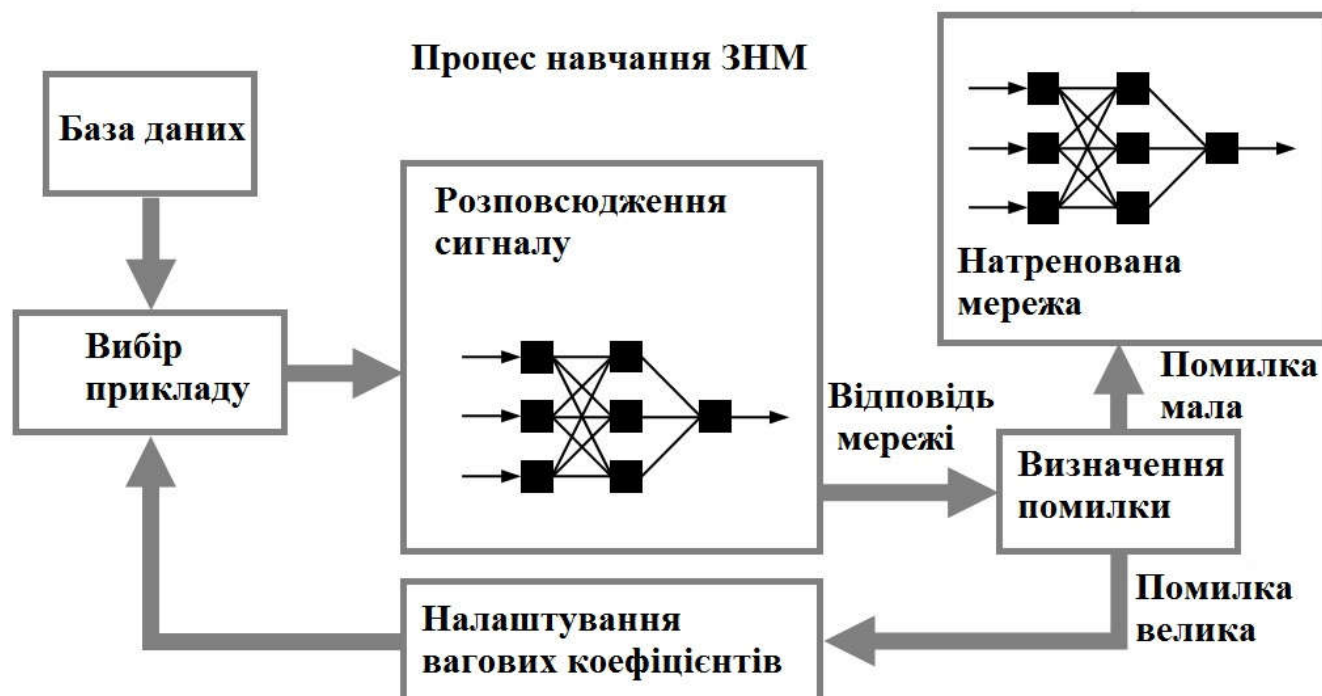 Процес навчання ЗНМ
База даних
Вибір
прикладу
Розповсюдження
сигналу
Відповідь
мережі
Визначення
помилки
Помилка
мала
Натренована
мережа
Помилка
велика
Налаштування
вагових коефіцієнтів